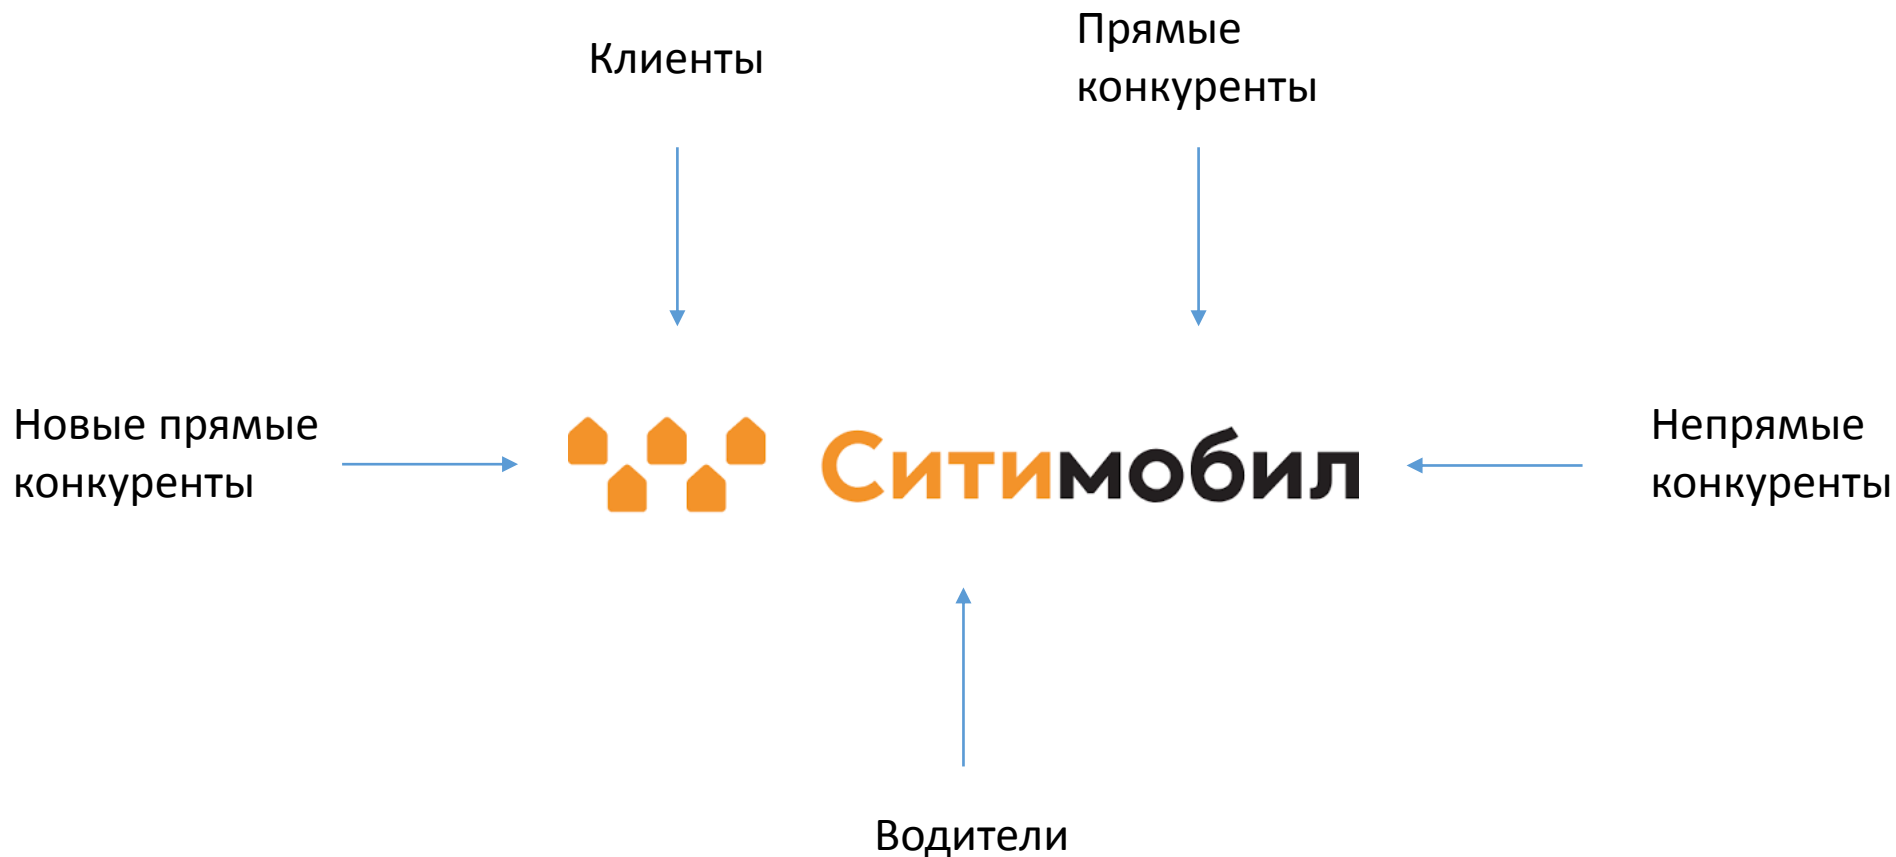 Клиенты
Прямые
конкуренты
Новые прямые
конкуренты
Ситимобил
Непрямые
конкуренты
Водители